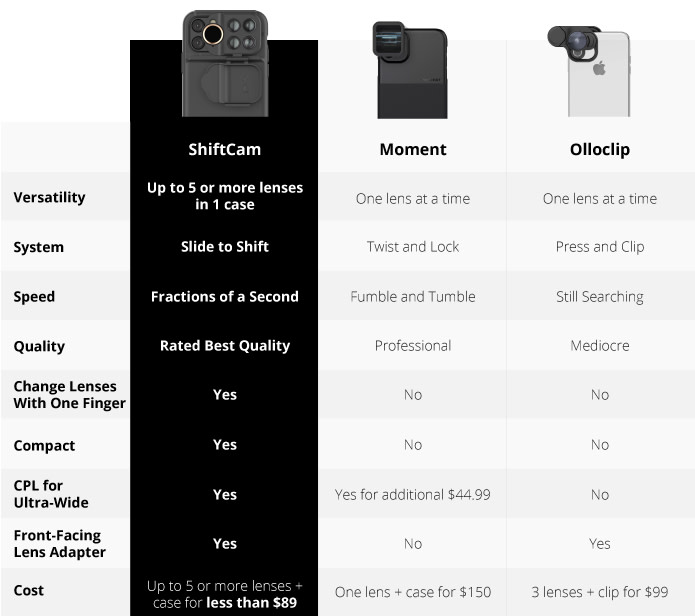 ShiftCam Moment Olloclip
Versatility Up to 5 or more lenses One lens at a time One lens at a time
in 1 case
System Slide to Shift Twist and Lock Press and Clip
Speed Fractions of a Second Fumble and Tumble Still Searching
Quality Rated Best Quality Professional Mediocre
Change Lenses Yes No No
With One Finger
Compact Yes No No
CPL for Yes Yes for additional $44.99 No
Ultra-Wide
Front-Facing Yes No Yes
Lens Adapter
Cost Up to 5 or more lenses + One lens + case for $150 3 lenses + clip for $99
case for less than $89